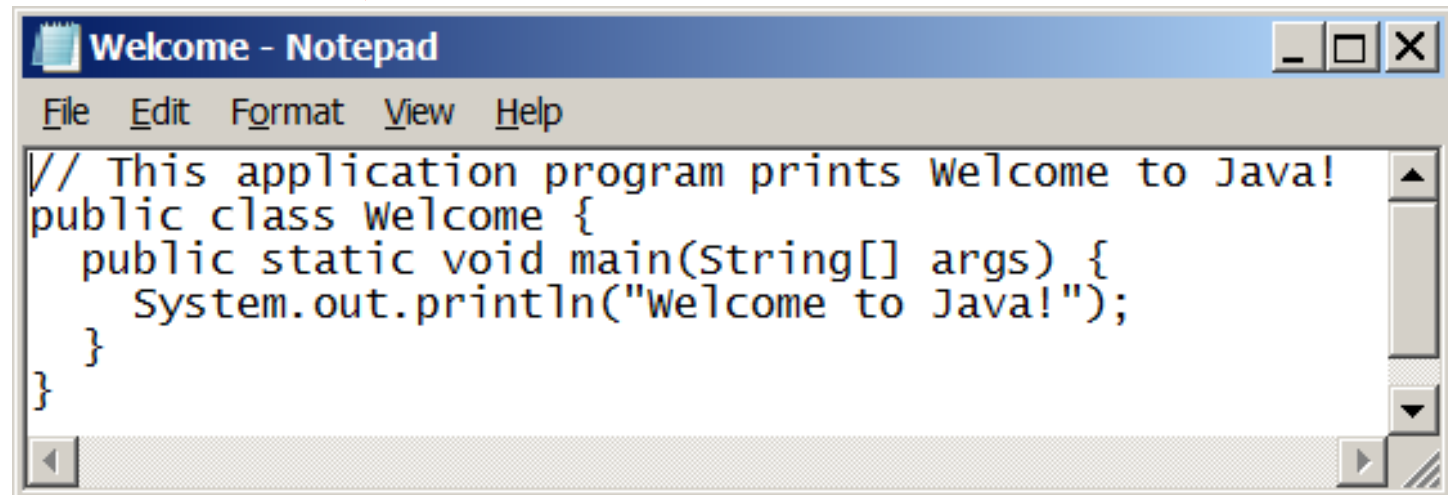 Welcome - Notepad
File Edit Format View Help
// This application program prints Welcome to Java!
public class Welcome {
  public static void main(String[] args) {
    System.out.println("Welcome to Java!");
  }
}